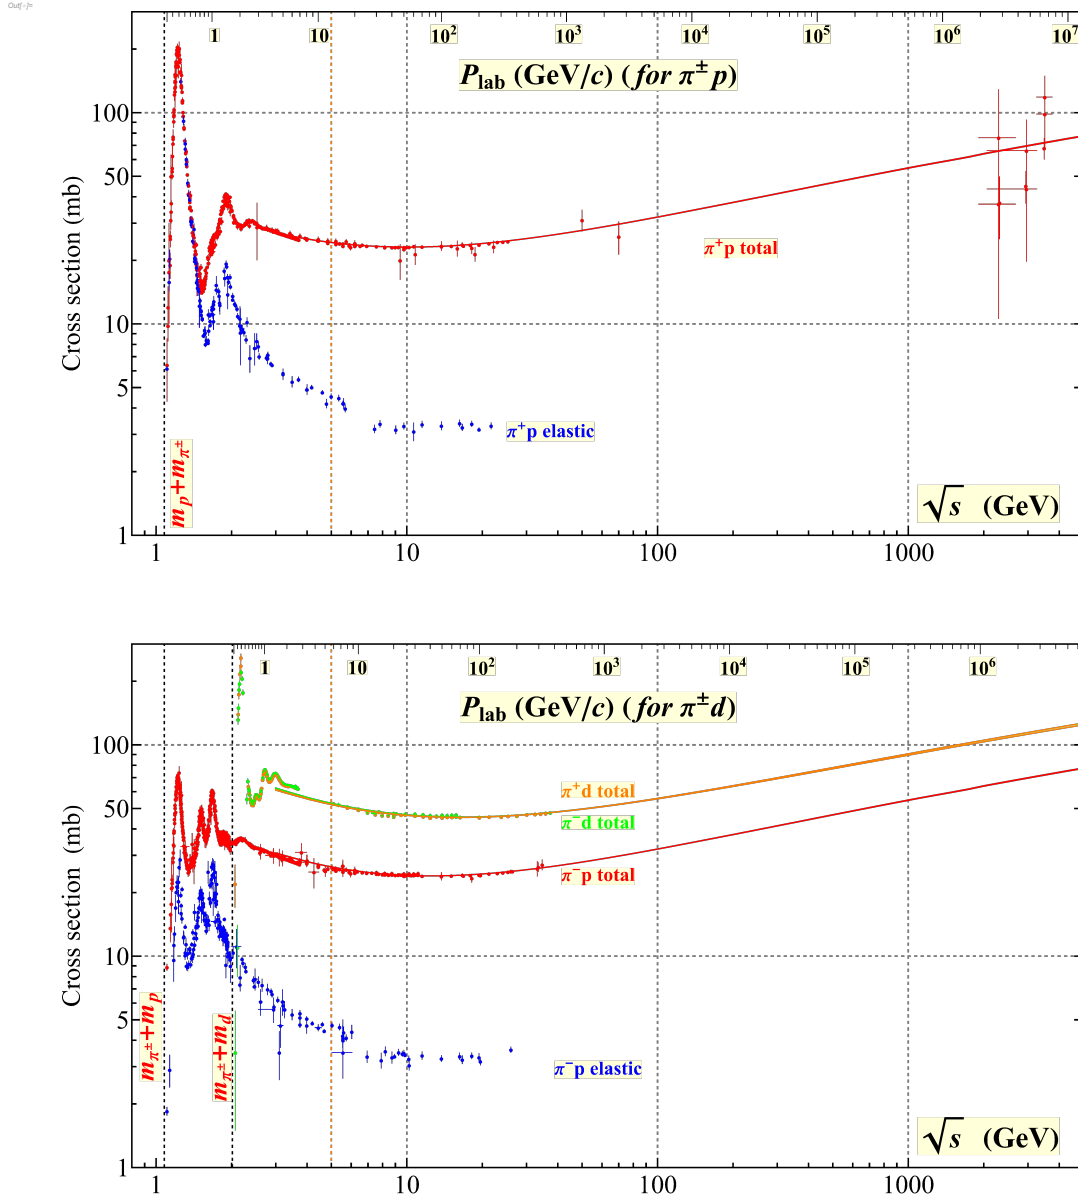 Out[-]=
1 10 10² 10³ 10⁴ 10⁵ 10⁶ 10⁷
P_lab (GeV/c) (for π± p)
100
50
10
5
1
Cross section (mb)
π⁺p total
π⁺p elastic
m_p+m_π±
√s (GeV)
1 10 100 1000
1 10 10² 10³ 10⁴ 10⁵ 10⁶
P_lab (GeV/c) (for π±d)
100
50
10
5
1
Cross section (mb)
π⁺d total
π⁻d total
π⁻p total
π⁻p elastic
m_π±+m_p
m_π±+m_d
√s (GeV)
1 10 100 1000